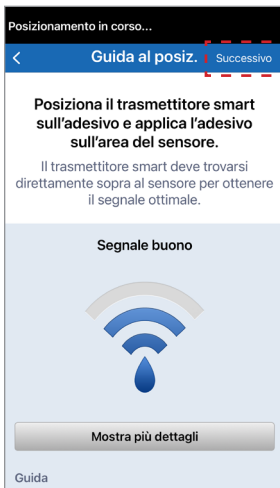 Posizionamento in corso...
Guida al posiz. Successivo
Posiziona il trasmettitore smart
sull'adesivo e applica l'adesivo
sull'area del sensore.
Il trasmettitore smart deve trovarsi
direttamente sopra al sensore per ottenere
il segnale ottimale.
Segnale buono
Mostra più dettagli
Guida